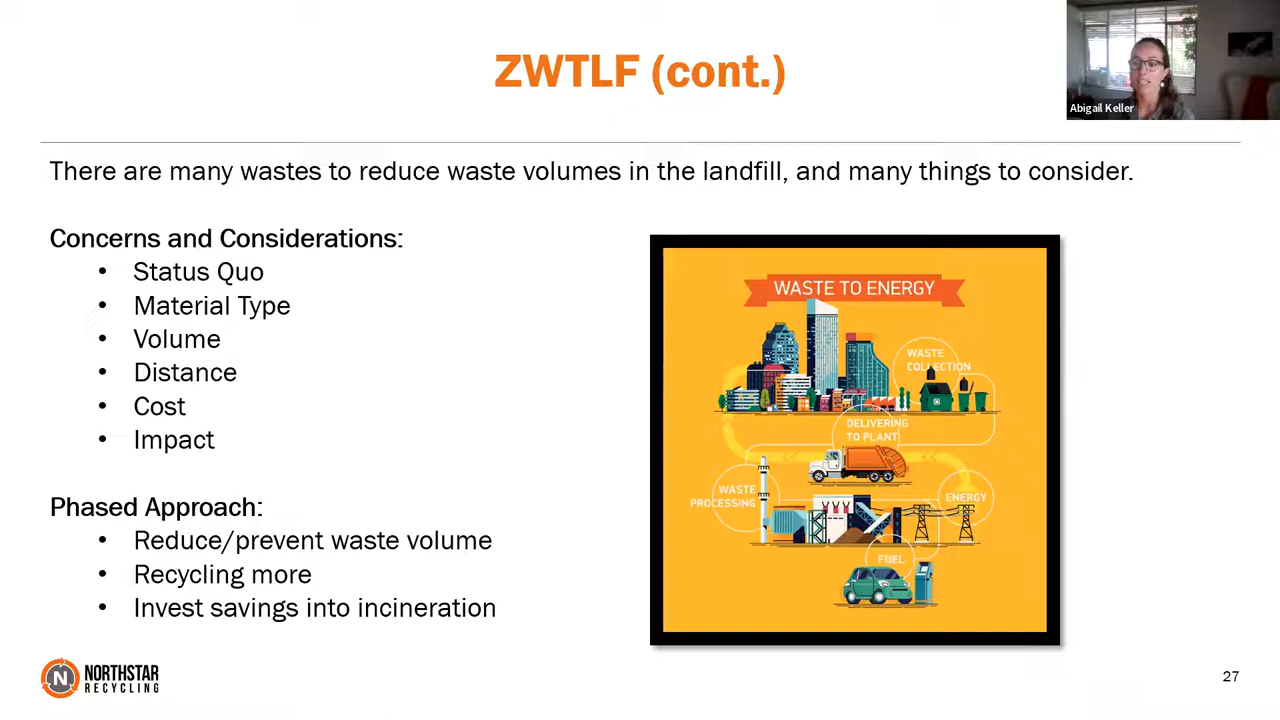 ZWTLF (cont.)
Abigail Keller
There are many wastes to reduce waste volumes in the landfill, and many things to consider.
Concerns and Considerations:
• Status Quo
• Material Type
• Volume
• Distance
• Cost
• Impact
Phased Approach:
• Reduce/prevent waste volume
• Recycling more
• Invest savings into incineration
WASTE TO ENERGY
WASTE
COLLECTION
DELIVERING
TO PLANT
WASTE
PROCESSING
ENERGY
FUEL
N
NORTHSTAR
RECYCLING
27